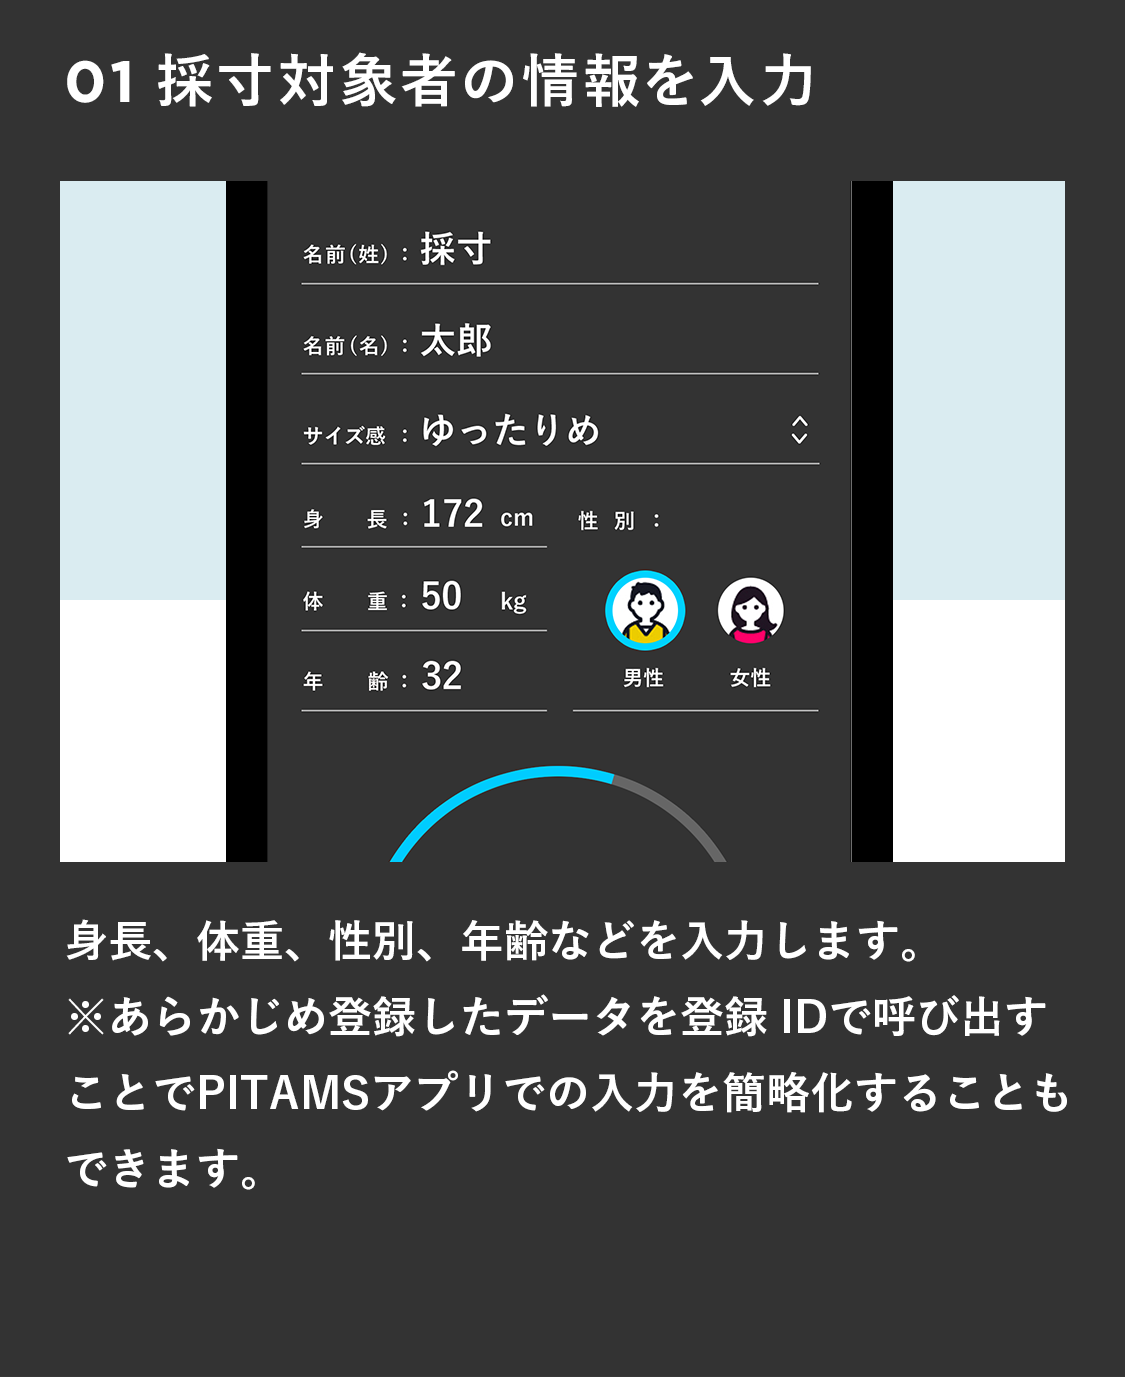 01 採寸対象者の情報を入力
名前(姓) : 採寸
名前(名) : 太郎
サイズ感 : ゆったりめ
身 長 : 172 cm 性 別 :
体 重 : 50 kg
男性 女性
年 齢 : 32
身長、体重、性別、年齢などを入力します。
※あらかじめ登録したデータを登録 IDで呼び出す
ことでPITAMSアプリでの入力を簡略化することも
できます。